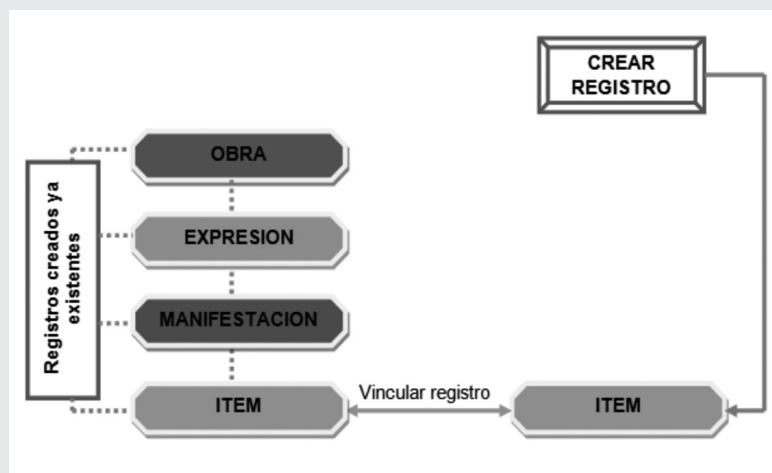 CREAR
REGISTRO
OBRA
EXPRESION
MANIFESTACION
ITEM
Registros creados ya
existentes
Vincular registro
ITEM